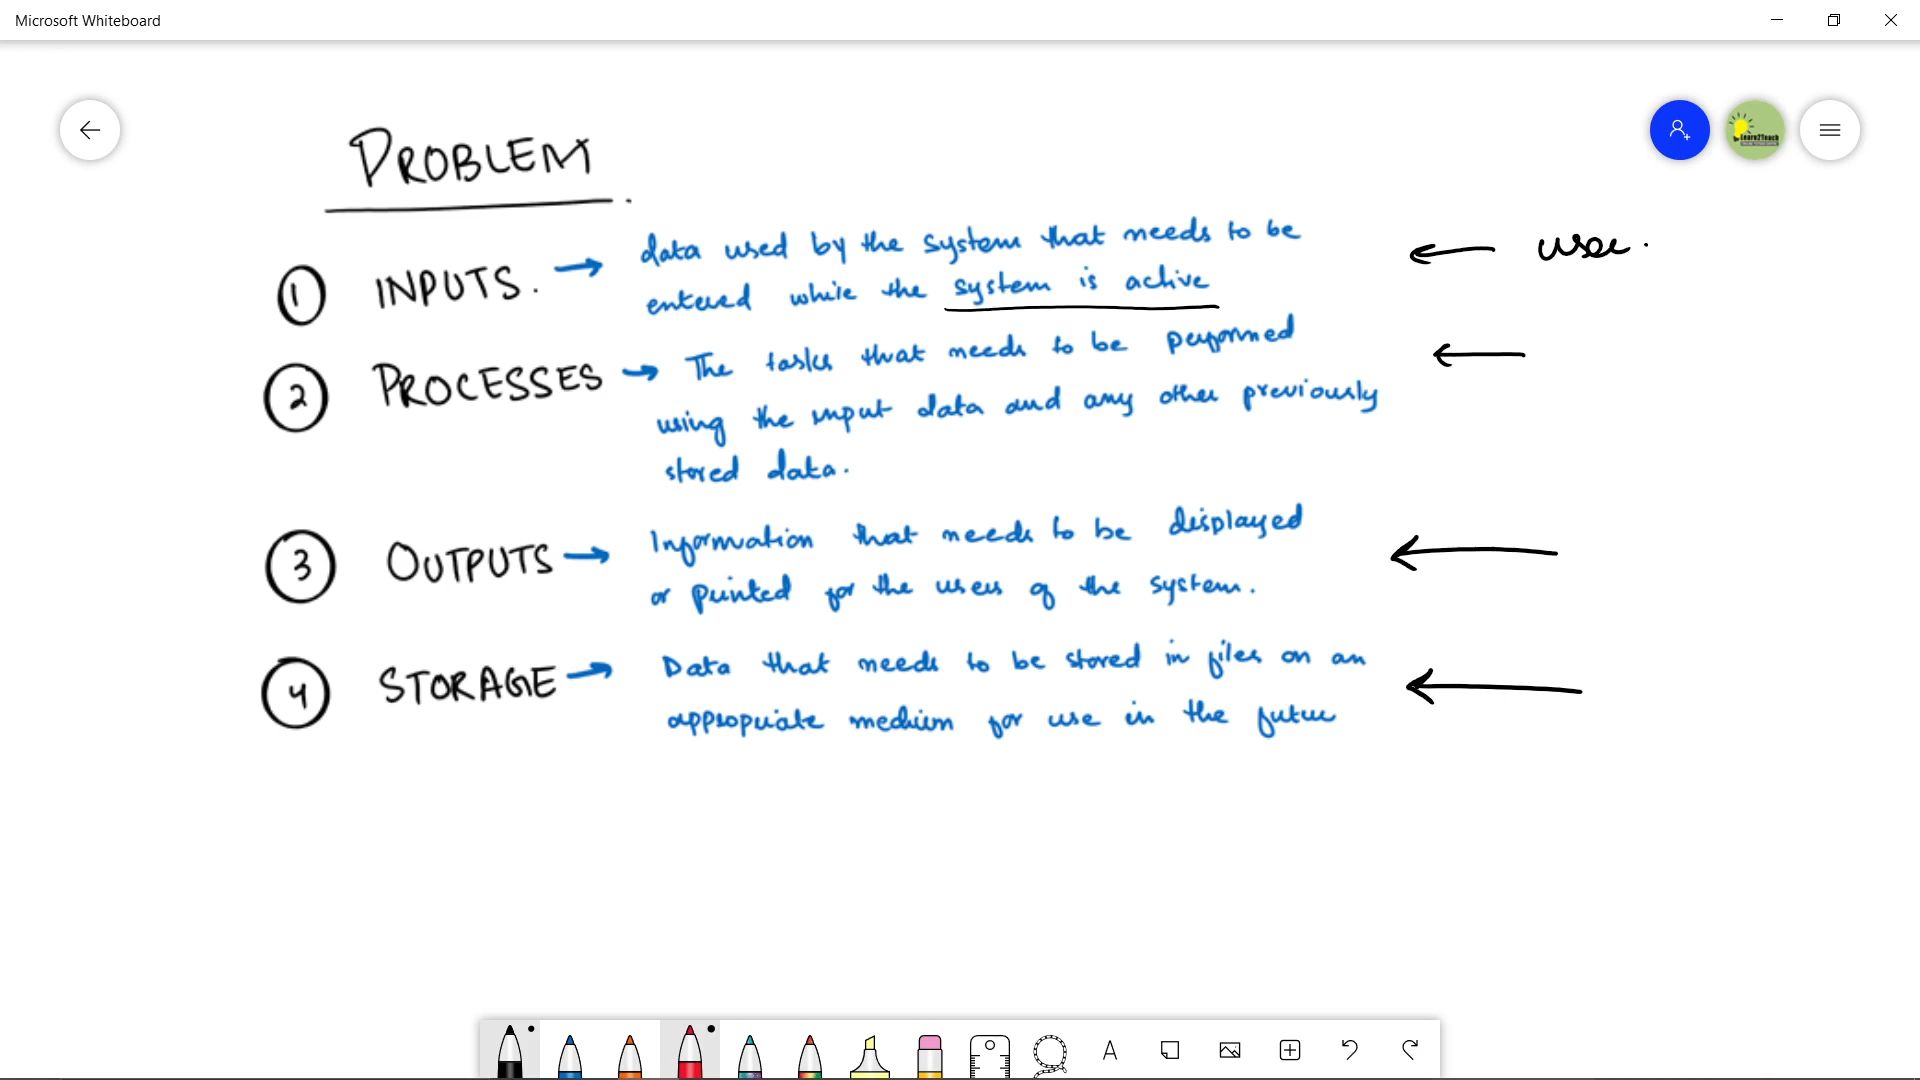 Microsoft Whiteboard
PROBLEM
① INPUTS. → data used by the system that needs to be ← user.
entered while the system is active
② PROCESSES → The tasks that needs to be performed ←
using the input data and any other previously
stored data.
③ OUTPUTS → Information that needs to be displayed ←
or printed for the users of the system.
④ STORAGE → Data that needs to be stored in files on an ←
appropriate medium for use in the future
Learn2Teach